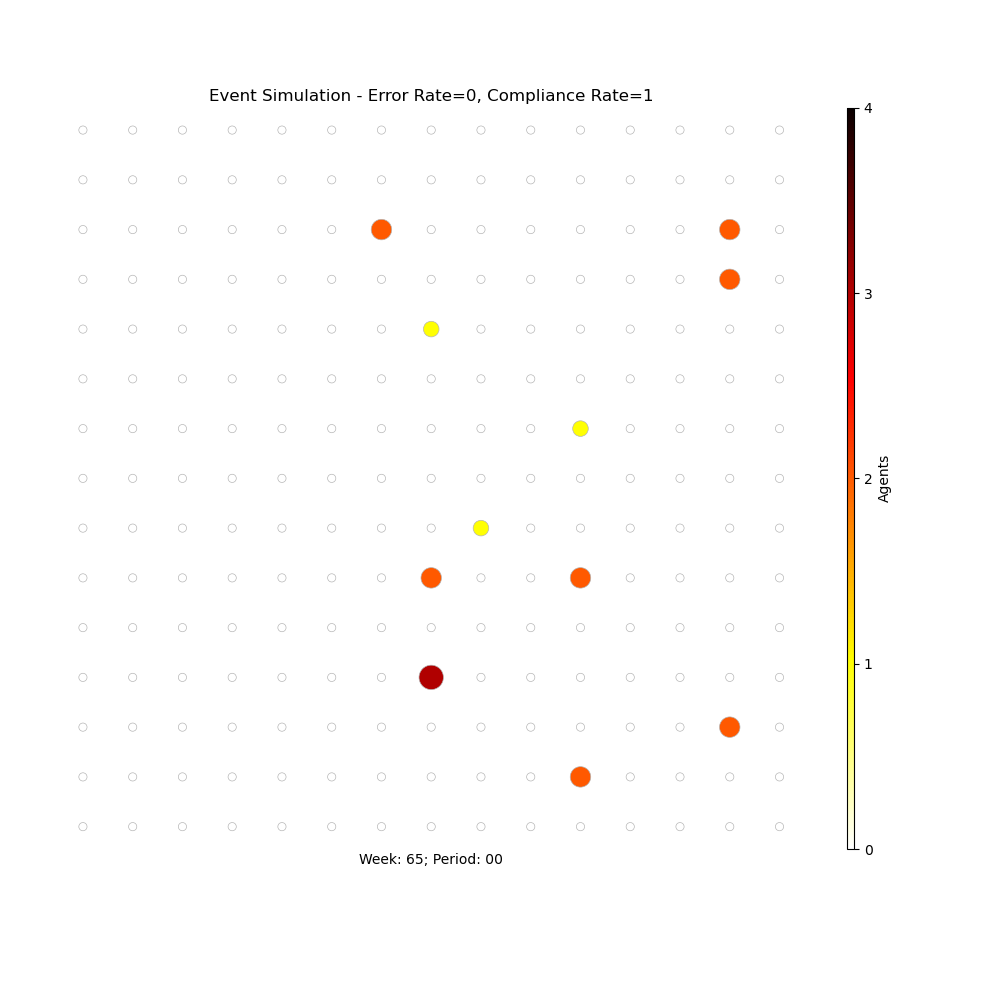 Event Simulation - Error Rate=0, Compliance Rate=1
4
3
2
Agents
1
0
Week: 65; Period: 00